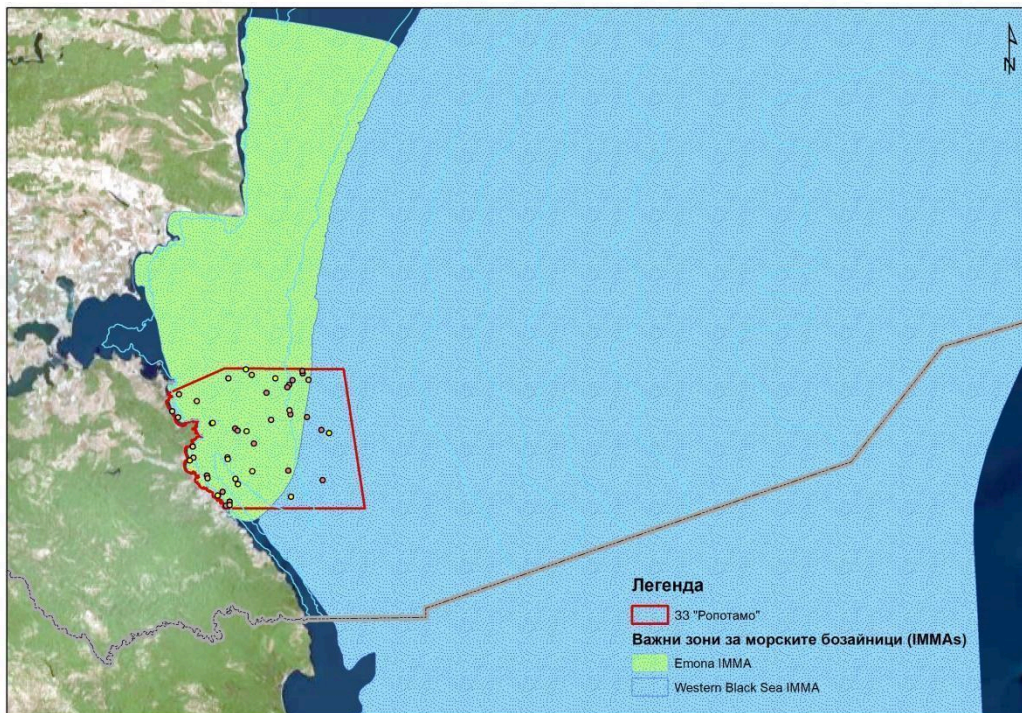 N
Легенда
ЗЗ "Ропотамо"
Важни зони за морските бозайници (IMMAs)
Emona IMMA
Western Black Sea IMMA